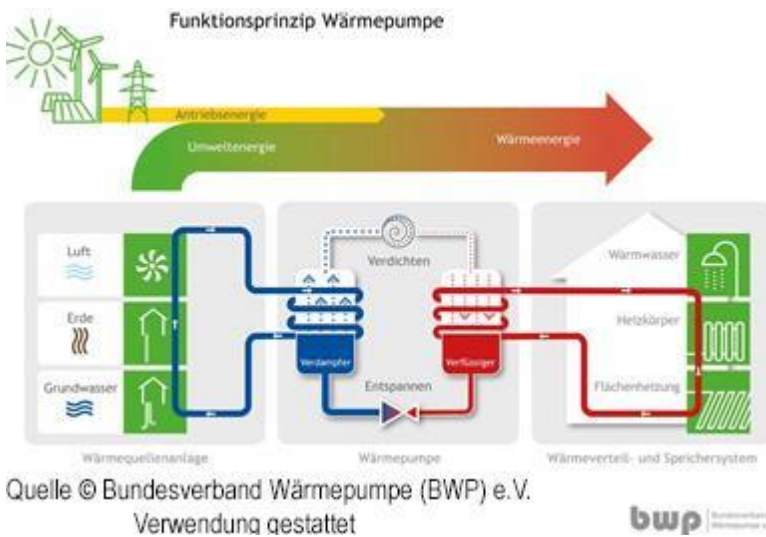 Funktionsprinzip Wärmepumpe
Antriebsenergie
Umweltenergie
Wärmeenergie
Luft
Erde
Grundwasser
Verdichten
Verdampfer
Verflüssiger
Entspannen
Warmwasser
Heizkörper
Flächenheizung
Wärmequellenanlage
Wärmepumpe
Wärmeverteil- und Speichersystem
Quelle © Bundesverband Wärmepumpe (BWP) e.V.
Verwendung gestattet
bwp